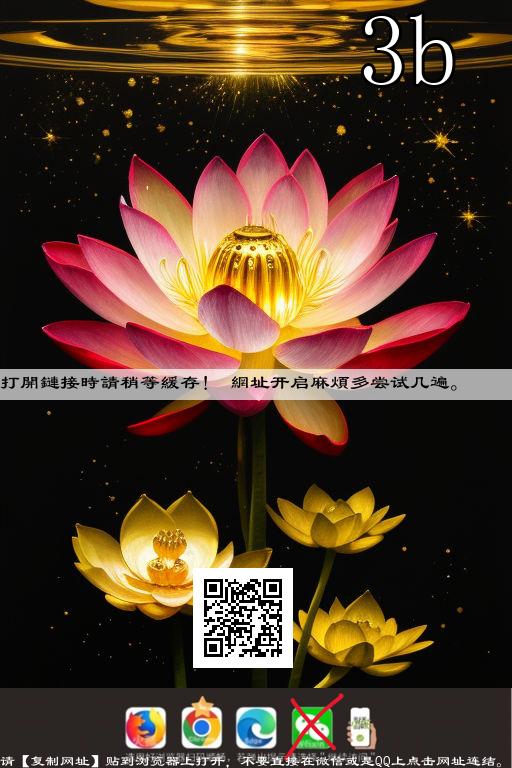 3b
打開鏈接時請稍等緩存！ 網址开启麻煩多尝试几遍。
请【复制网址】贴到浏览器上打开，不要直接在微信或是QQ上点击网址连结。